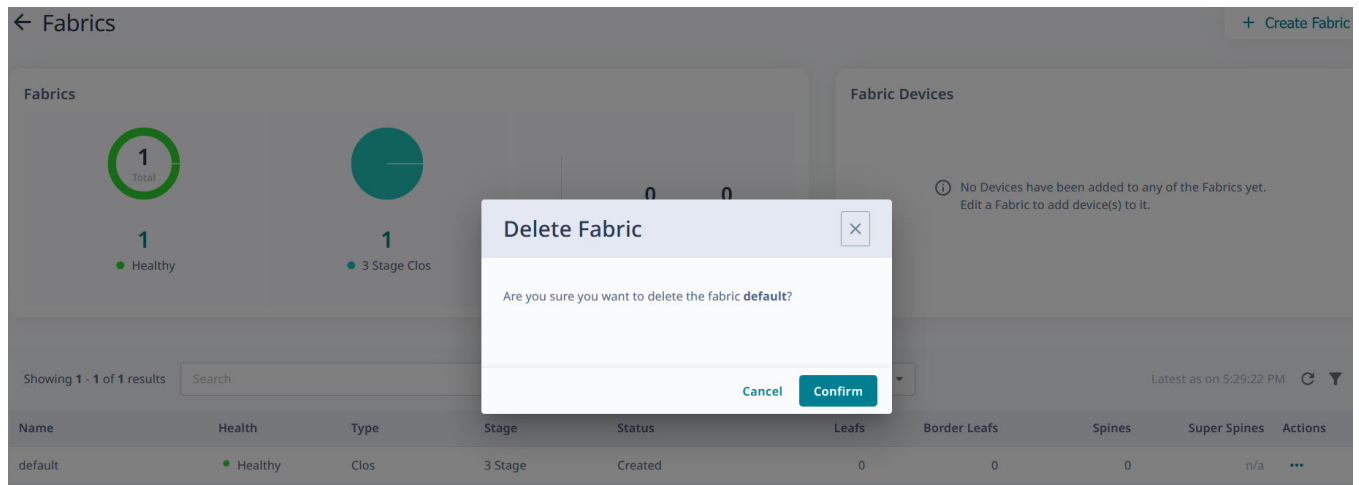 ← Fabrics
+ Create Fabric
Fabrics
Fabric Devices
1
Total
0 0
No Devices have been added to any of the Fabrics yet.
Edit a Fabric to add device(s) to it.
1
1
Healthy
3 Stage Clos
Delete Fabric
Are you sure you want to delete the fabric default?
Cancel Confirm
Showing 1 - 1 of 1 results Search
Latest as on 5:29:22 PM
Name Health Type Stage Status Leafs Border Leafs Spines Super Spines Actions
default Healthy Clos 3 Stage Created 0 0 0 n/a •••